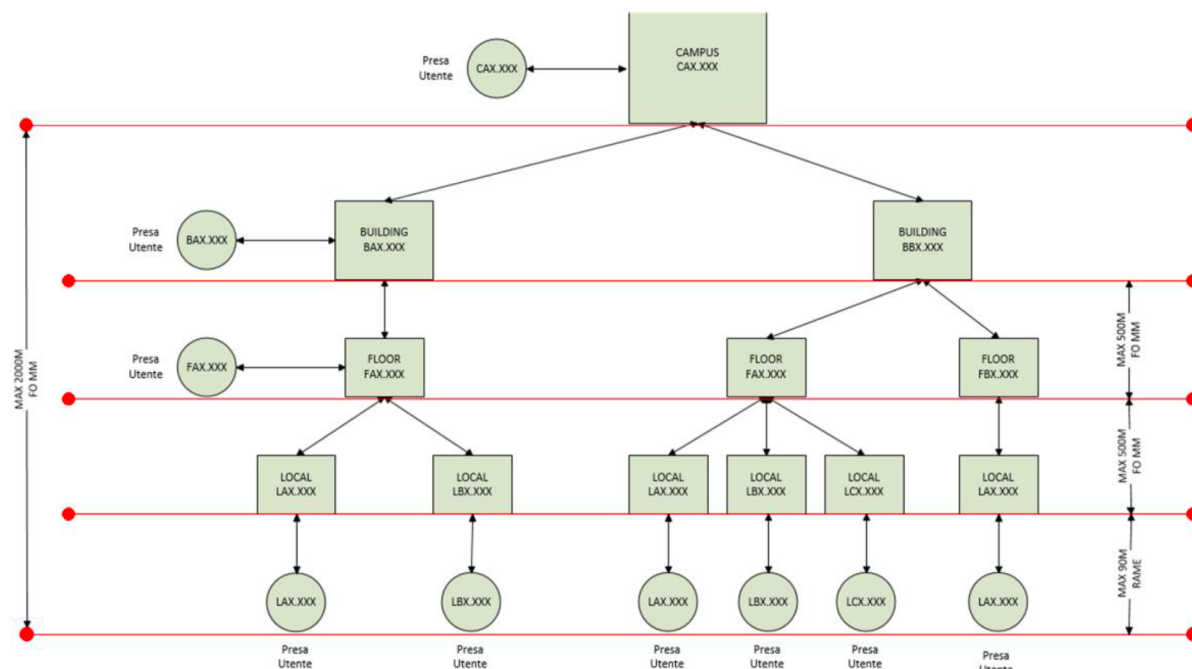 CAMPUS
CAX.XXX
Presa
Utente
CAX.XXX
BUILDING
BAX.XXX
BUILDING
BBX.XXX
Presa
Utente
BAX.XXX
MAX 2000M
FO MM
MAX 500M
FO MM
Presa
Utente
FAX.XXX
FLOOR
FAX.XXX
FLOOR
FAX.XXX
FLOOR
FBX.XXX
MAX 500M
FO MM
LOCAL
LAX.XXX
LOCAL
LBX.XXX
LOCAL
LAX.XXX
LOCAL
LBX.XXX
LOCAL
LCX.XXX
LOCAL
LAX.XXX
MAX 90M
RAME
LAX.XXX
LBX.XXX
LAX.XXX
LBX.XXX
LCX.XXX
LAX.XXX
Presa
Utente
Presa
Utente
Presa
Utente
Presa
Utente
Presa
Utente
Presa
Utente